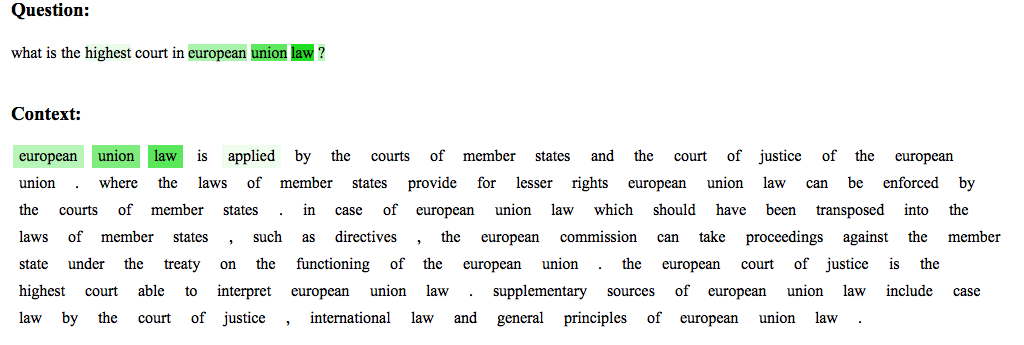 Question:
what is the highest court in european union law ?
Context:
european union law is applied by the courts of member states and the court of justice of the european
union . where the laws of member states provide for lesser rights european union law can be enforced by
the courts of member states . in case of european union law which should have been transposed into the
laws of member states , such as directives , the european commission can take proceedings against the member
state under the treaty on the functioning of the european union . the european court of justice is the
highest court able to interpret european union law . supplementary sources of european union law include case
law by the court of justice , international law and general principles of european union law .